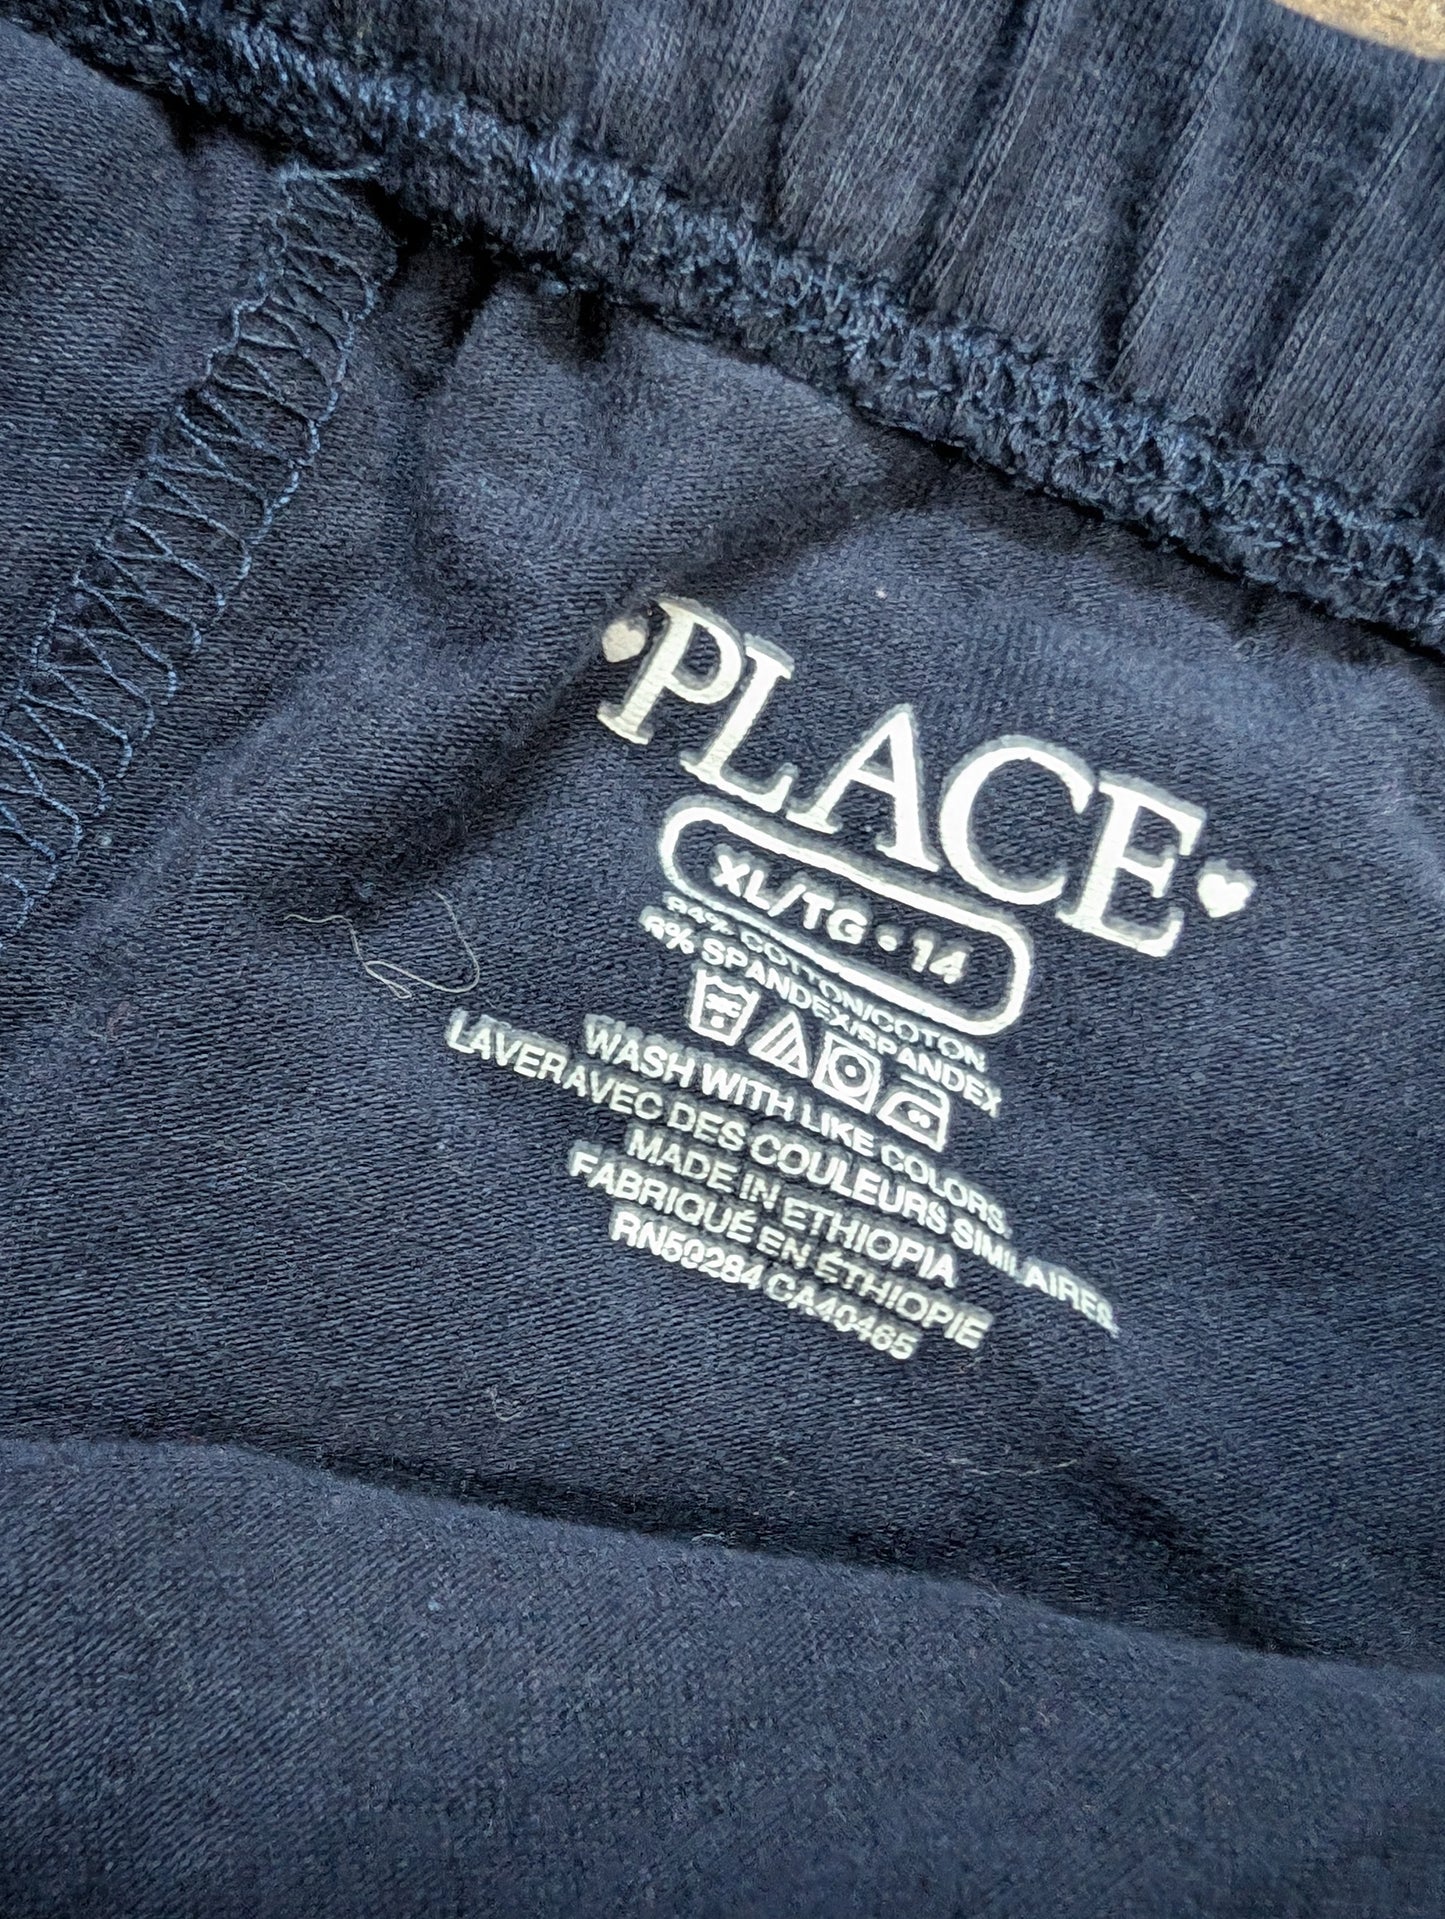 PLACE
XL/TG • 14
94% COTTON/COTON
6% SPANDEX/SPANDEX
WASH WITH LIKE COLORS.
LAVER AVEC DES COULEURS SIMILAIRES.
MADE IN ETHIOPIA
FABRIQUÉ EN ÉTHIOPIE
RN59284 CA40465